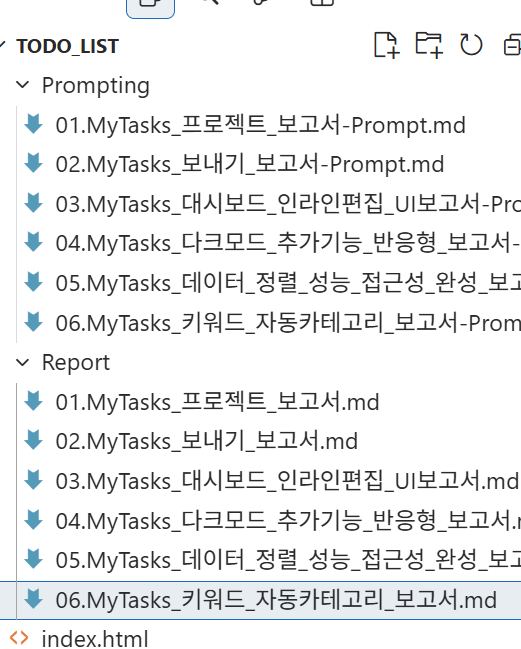 TODO_LIST
Prompting
01.MyTasks_프로젝트_보고서-Prompt.md
02.MyTasks_보내기_보고서-Prompt.md
03.MyTasks_대시보드_인라인편집_UI보고서-Pro
04.MyTasks_다크모드_추가기능_반응형_보고서-
05.MyTasks_데이터_정렬_성능_접근성_완성_보고
06.MyTasks_키워드_자동카테고리_보고서-Prom
Report
01.MyTasks_프로젝트_보고서.md
02.MyTasks_보내기_보고서.md
03.MyTasks_대시보드_인라인편집_UI보고서.md
04.MyTasks_다크모드_추가기능_반응형_보고서.
05.MyTasks_데이터_정렬_성능_접근성_완성_보고
06.MyTasks_키워드_자동카테고리_보고서.md
index.html